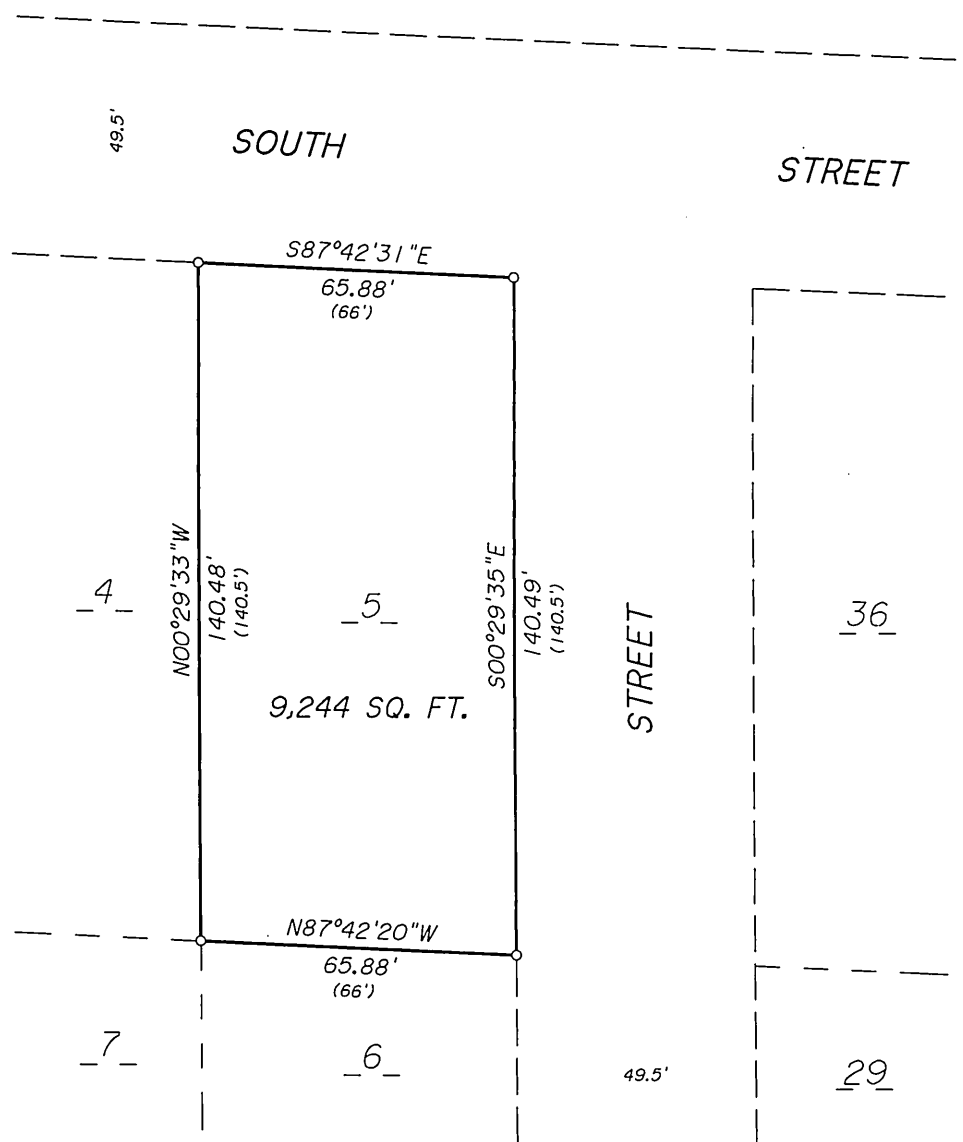 49.5'
SOUTH
STREET
S87°42'31"E
65.88'
(66')
N00°29'33"W
140.48'
(140.5')
S00°29'35"E
140.49'
(140.5')
4
5
9,244 SQ. FT.
STREET
36
N87°42'20"W
65.88'
(66')
7
6
49.5'
29